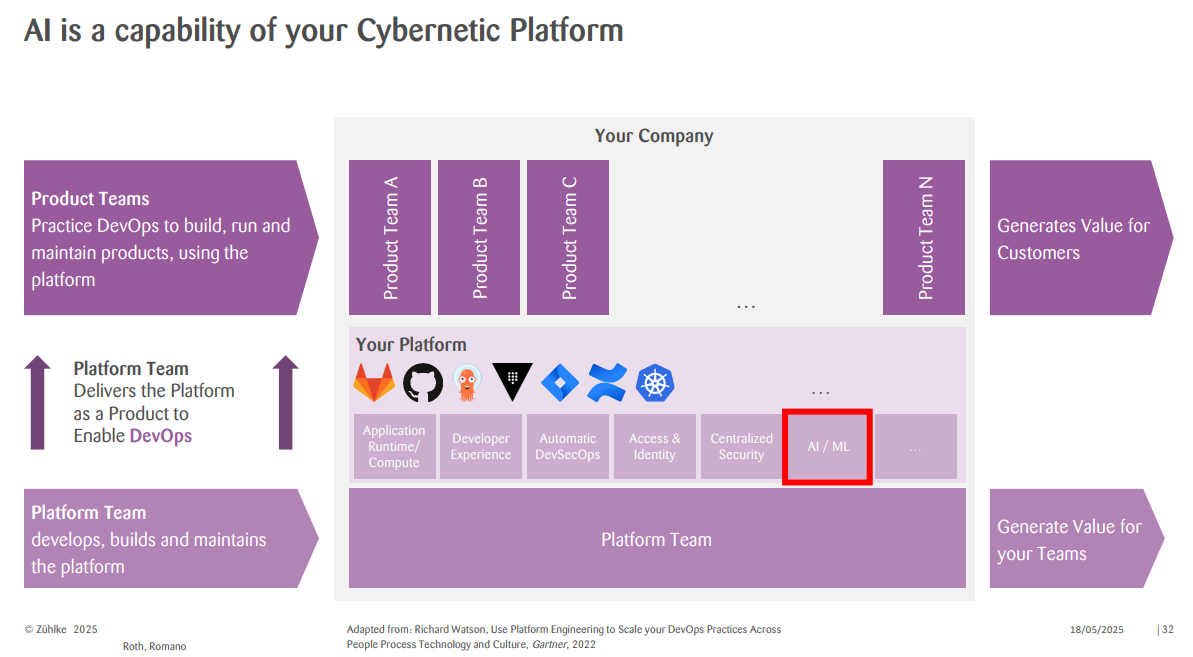 AI is a capability of your Cybernetic Platform
Your Company
Product Teams
Practice DevOps to build, run and
maintain products, using the
platform
Product Team A
Product Team B
Product Team C
...
Product Team N
Generates Value for
Customers
Platform Team
Delivers the Platform
as a Product to
Enable DevOps
Your Platform
...
Application
Runtime/
Compute
Developer
Experience
Automatic
DevSecOps
Access &
Identity
Centralized
Security
AI / ML
...
Platform Team
develops, builds and maintains
the platform
Platform Team
Generate Value for
your Teams
© Zühlke 2025
Roth, Romano
Adapted from: Richard Watson, Use Platform Engineering to Scale your DevOps Practices Across
People Process Technology and Culture, Gartner, 2022
18/05/2025
| 32